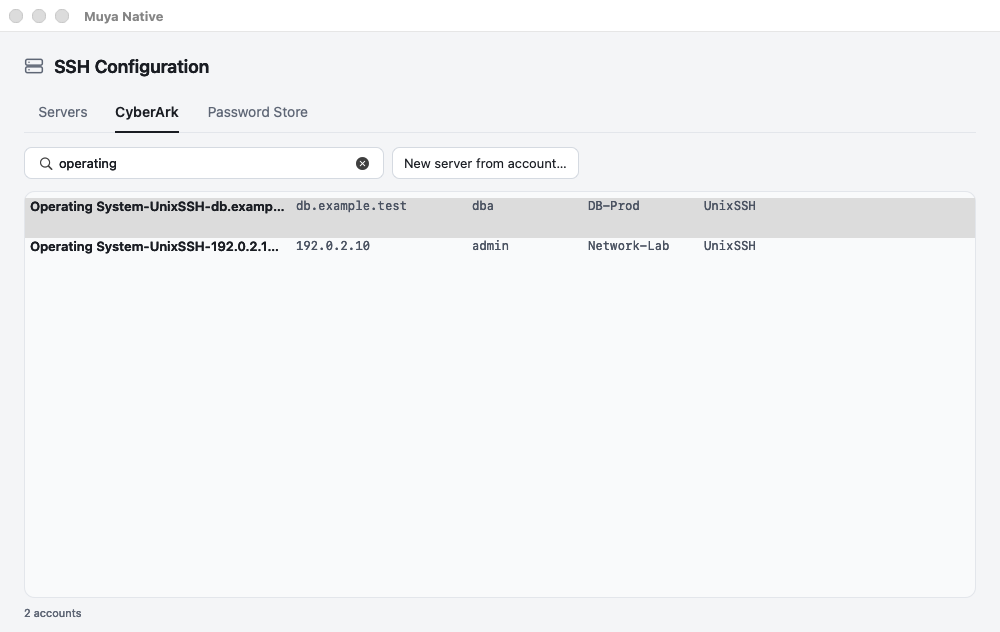 Muya Native
SSH Configuration
Servers CyberArk Password Store
operating New server from account...
Operating System-UnixSSH-db.examp... db.example.test dba DB-Prod UnixSSH
Operating System-UnixSSH-192.0.2.1... 192.0.2.10 admin Network-Lab UnixSSH
2 accounts